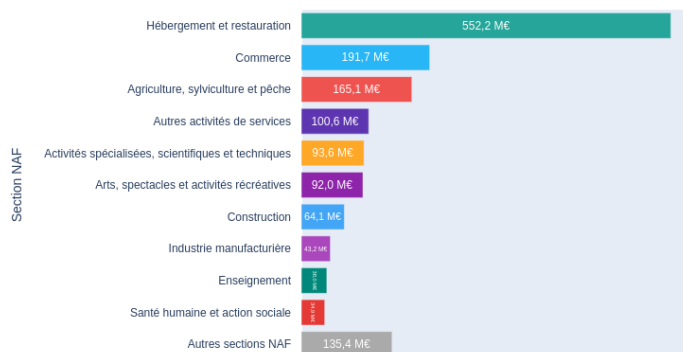 Section NAF
Hébergement et restauration 552,2 M€
Commerce 191,7 M€
Agriculture, sylviculture et pêche 165,1 M€
Autres activités de services 100,6 M€
Activités spécialisées, scientifiques et techniques 93,6 M€
Arts, spectacles et activités récréatives 92,0 M€
Construction 64,1 M€
Industrie manufacturière 43,2 M€
Enseignement
Santé humaine et action sociale
Autres sections NAF 135,4 M€